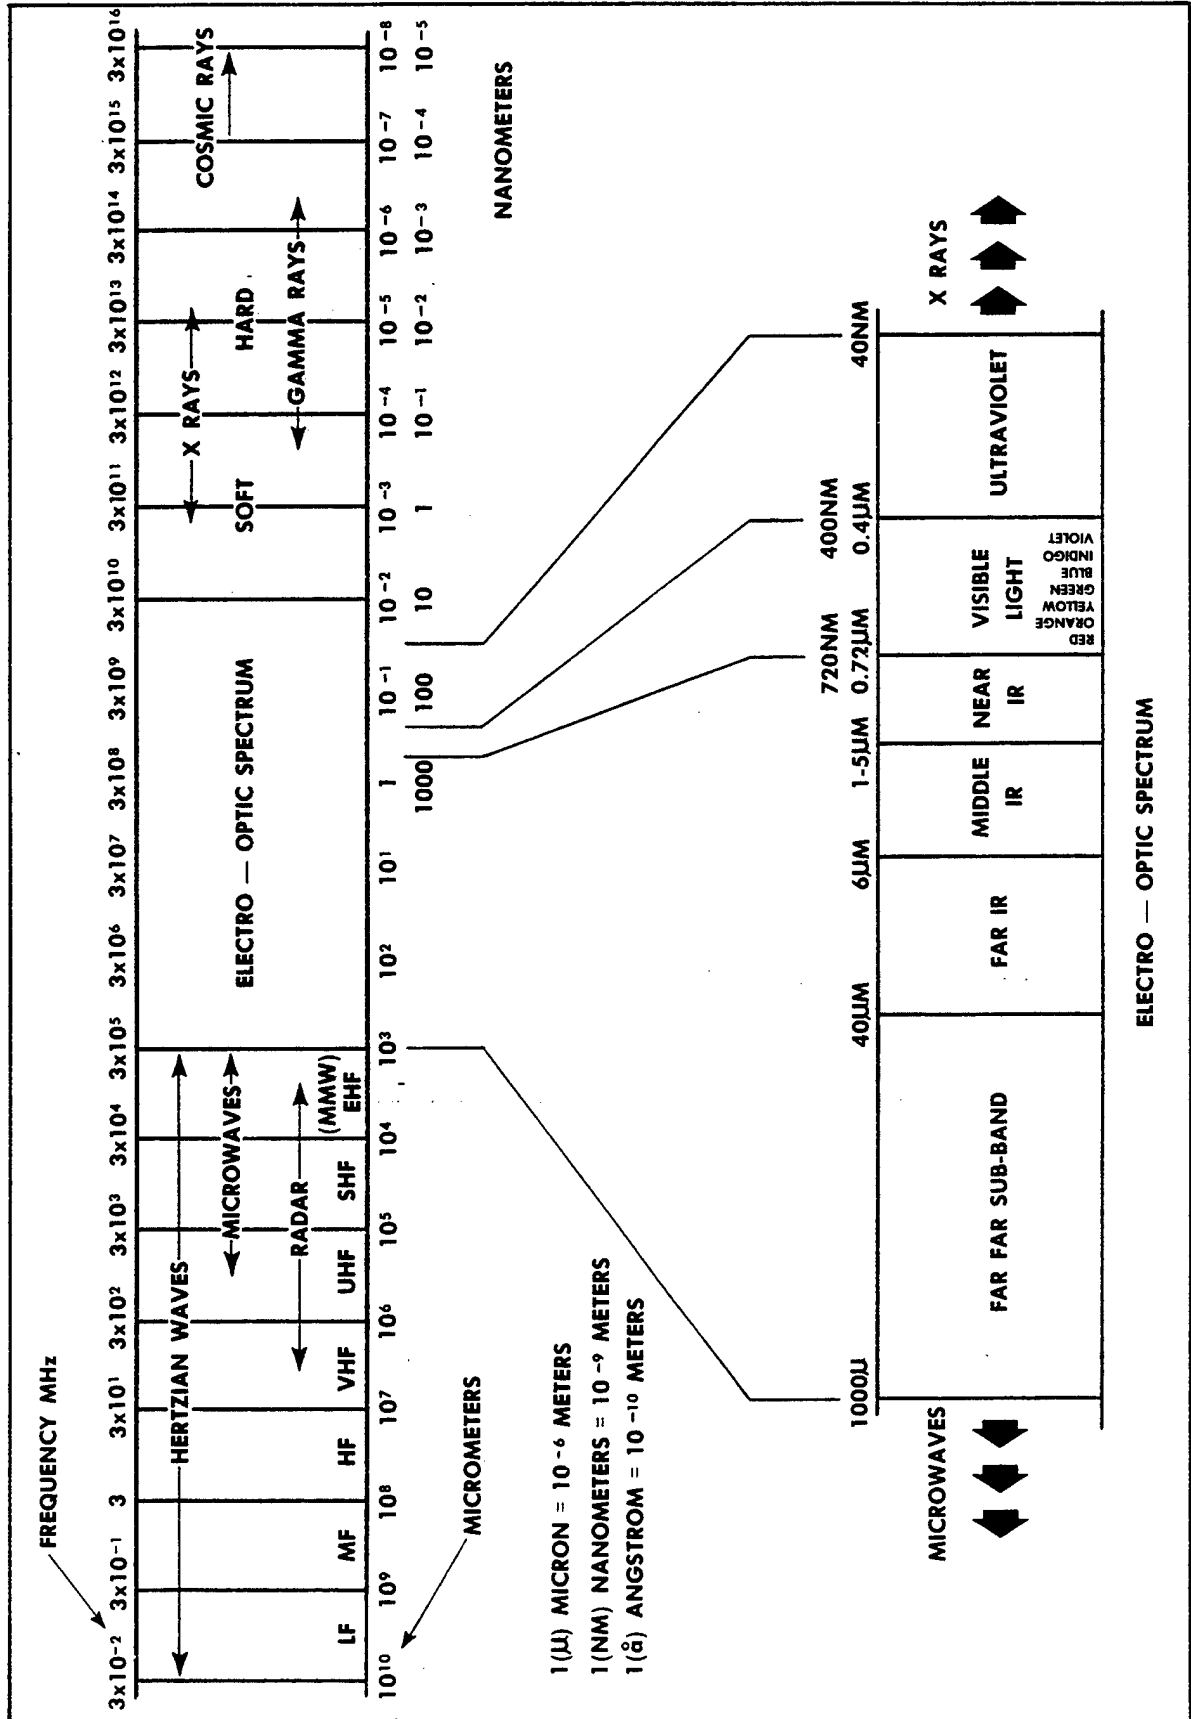 FREQUENCY MHz
3x10-2 3x10-1 3 3x10¹ 3x10² 3x10³ 3x10⁴ 3x10⁵ 3x10⁶ 3x10⁷ 3x10⁸ 3x10⁹ 3x10¹⁰ 3x10¹¹ 3x10¹² 3x10¹³ 3x10¹⁴ 3x10¹⁵ 3x10¹⁶
HERTZIAN WAVES X RAYS COSMIC RAYS
MICROWAVES ELECTRO — OPTIC SPECTRUM SOFT HARD
RADAR GAMMA RAYS
(MMW)
LF MF HF VHF UHF SHF EHF
10¹⁰ 10⁹ 10⁸ 10⁷ 10⁶ 10⁵ 10⁴ 10³ 10² 10¹ 1 10-1 10-2 10-3 10-4 10-5 10-6 10-7 10-8
1000 100 10 1 10-1 10-2 10-3 10-4 10-5
MICROMETERS NANOMETERS
1(µ) MICRON = 10-6 METERS
1(NM) NANOMETERS = 10-9 METERS
1(å) ANGSTROM = 10-10 METERS
720NM 400NM
1000µ 40µM 6µM 1-5µM 0.72µM 0.4µM 40NM
MICROWAVES X RAYS
FAR FAR SUB-BAND FAR IR MIDDLE IR NEAR IR VISIBLE LIGHT ULTRAVIOLET
RED
ORANGE
YELLOW
GREEN
BLUE
INDIGO
VIOLET
ELECTRO — OPTIC SPECTRUM